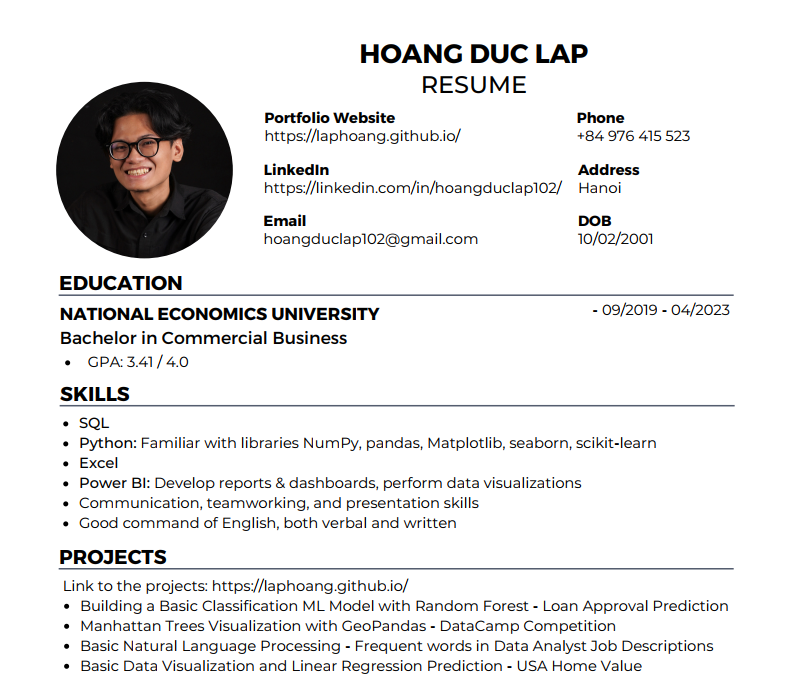 HOANG DUC LAP
RESUME
Portfolio Website
https://laphoang.github.io/
Phone
+84 976 415 523
LinkedIn
https://linkedin.com/in/hoangduclap102/
Address
Hanoi
Email
hoangduclap102@gmail.com
DOB
10/02/2001
EDUCATION
NATIONAL ECONOMICS UNIVERSITY
- 09/2019 - 04/2023
Bachelor in Commercial Business
• GPA: 3.41 / 4.0
SKILLS
• SQL
• Python: Familiar with libraries NumPy, pandas, Matplotlib, seaborn, scikit-learn
• Excel
• Power BI: Develop reports & dashboards, perform data visualizations
• Communication, teamworking, and presentation skills
• Good command of English, both verbal and written
PROJECTS
Link to the projects: https://laphoang.github.io/
• Building a Basic Classification ML Model with Random Forest - Loan Approval Prediction
• Manhattan Trees Visualization with GeoPandas - DataCamp Competition
• Basic Natural Language Processing - Frequent words in Data Analyst Job Descriptions
• Basic Data Visualization and Linear Regression Prediction - USA Home Value